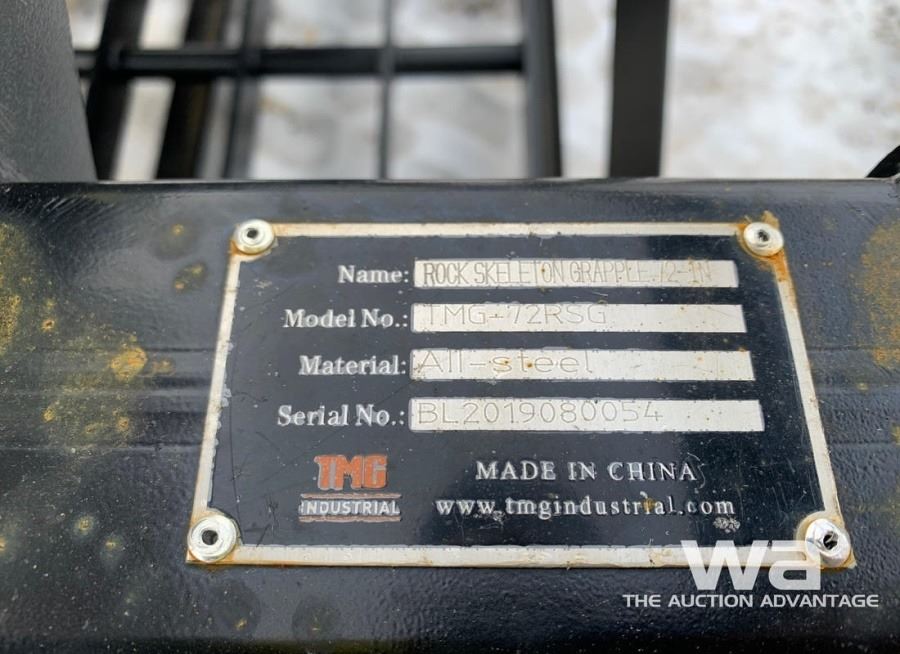 Name: ROCK SKELETON GRAPPLE 72-IN
Model No.: TMG-72RSG
Material: All-steel
Serial No.: BL2019080054
TMG
INDUSTRIAL
MADE IN CHINA
www.tmgindustrial.com
wa
THE AUCTION ADVANTAGE